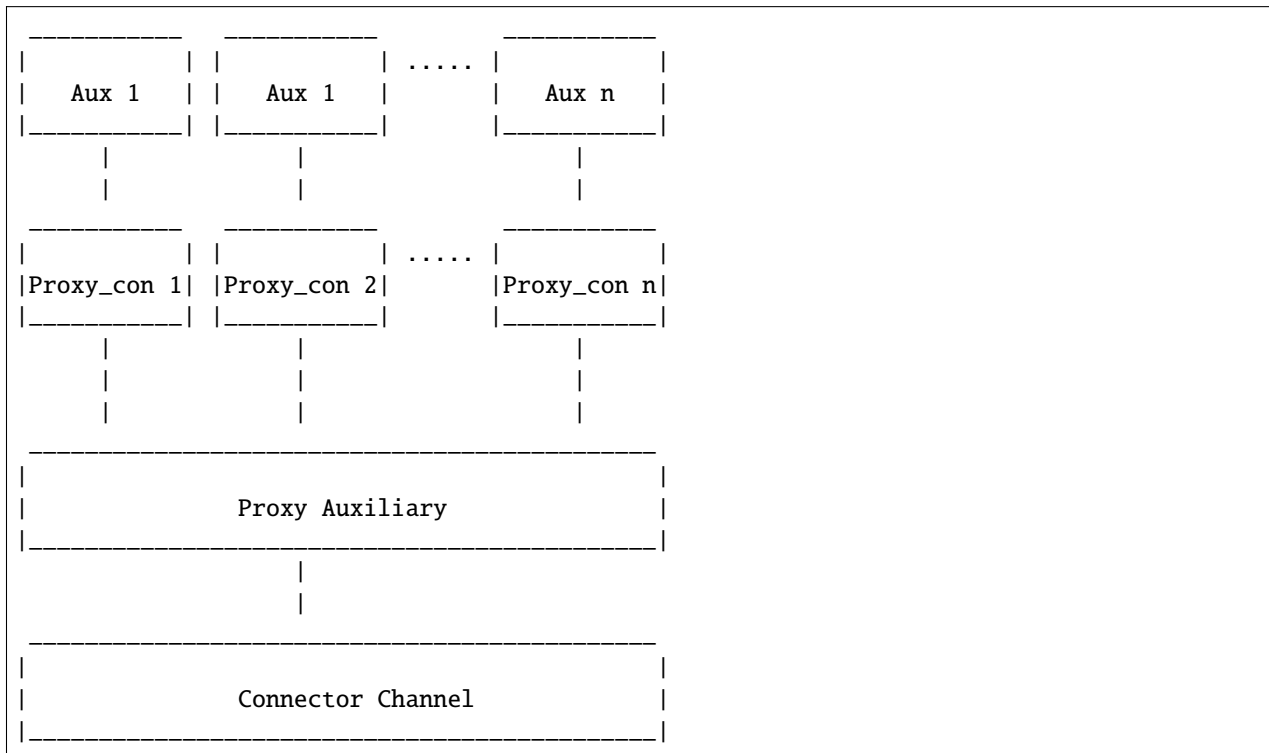 Aux 1 Aux 1 ..... Aux n
Proxy_con 1 Proxy_con 2 ..... Proxy_con n
Proxy Auxiliary
Connector Channel